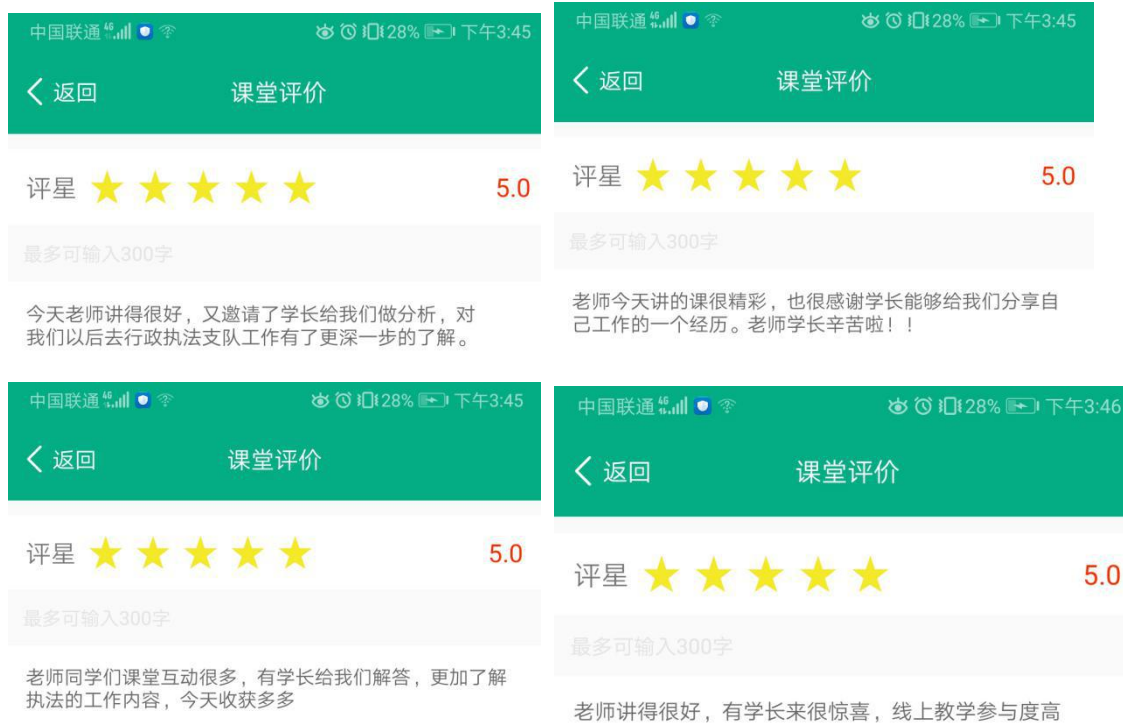 中国联通 4G 28% 下午3:45
返回 课堂评价
评星 5.0
最多可输入300字
今天老师讲得很好，又邀请了学长给我们做分析，对
我们以后去行政执法支队工作有了更深一步的了解。
中国联通 4G 28% 下午3:45
返回 课堂评价
评星 5.0
最多可输入300字
老师今天讲的课很精彩，也很感谢学长能够给我们分享自
己工作的一个经历。老师学长辛苦啦！！
中国联通 4G 28% 下午3:45
返回 课堂评价
评星 5.0
最多可输入300字
老师同学们课堂互动很多，有学长给我们解答，更加了解
执法的工作内容，今天收获多多
中国联通 4G 28% 下午3:46
返回 课堂评价
评星 5.0
最多可输入300字
老师讲得很好，有学长来很惊喜，线上教学参与度高